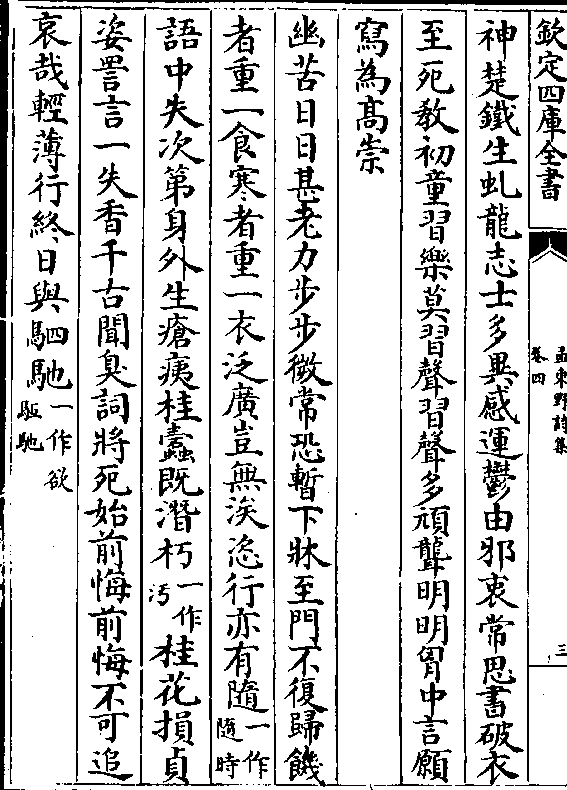 欽定四庫全書
孟東野詩集
卷四
三
神楚鐵生虬龍志士多異感運鬱由邪衷常思書破衣
至死教初童習樂莫習聲習聲多頑聾明明胷中言願
寫為髙崇
幽苦日日甚老力步步微常恐暫下牀至門不復歸饑
者重一食寒者重一衣泛廣豈無涘恣行亦有隨一作隨時
語中失次第身外生瘡痍桂蠧既潛朽一作汚桂花損貞
姿詈言一失香千古聞臭詞將死始前悔前悔不可追
哀哉輕薄行終日與駟馳一作欲駈馳